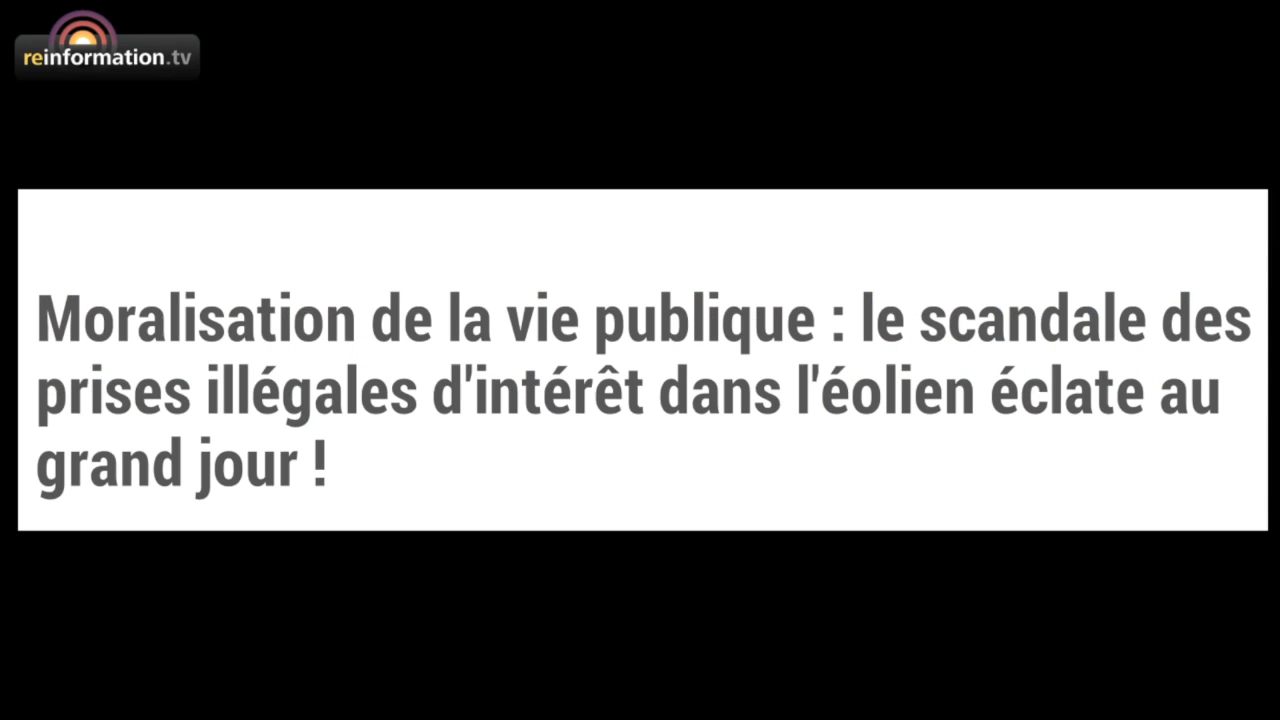 reinformation.tv
Moralisation de la vie publique : le scandale des
prises illégales d'intérêt dans l'éolien éclate au
grand jour !